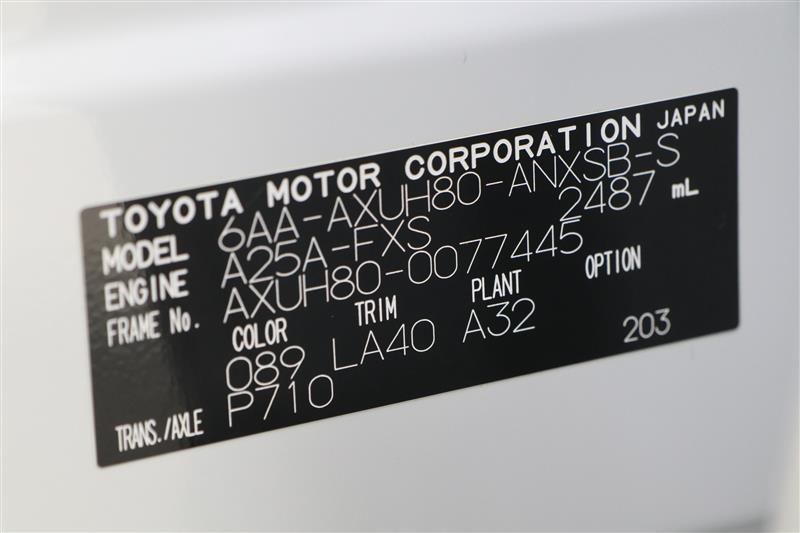 TOYOTA MOTOR CORPORATION JAPAN
MODEL 6AA-AXUH80-ANXSB-S
ENGINE A25A-FXS 2487 mL
FRAME No. AXUH80-0077445
COLOR TRIM PLANT OPTION
089 LA40 A32
TRANS./AXLE P710 203